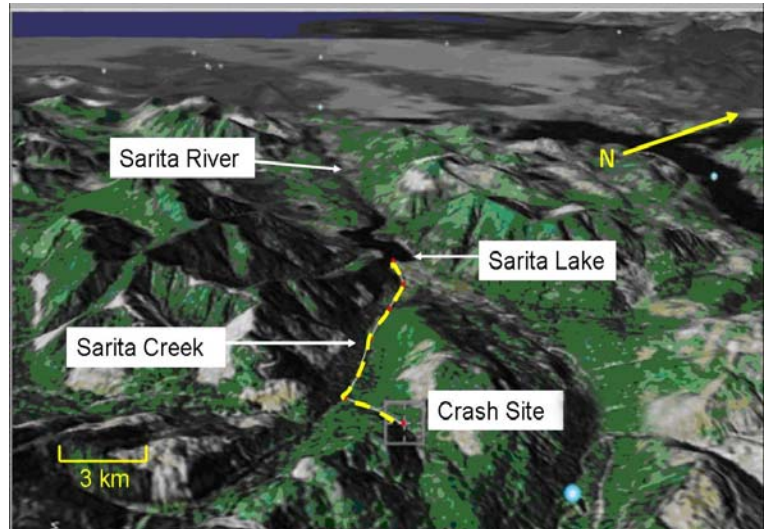 Sarita River
N
Sarita Lake
Sarita Creek
Crash Site
3 km